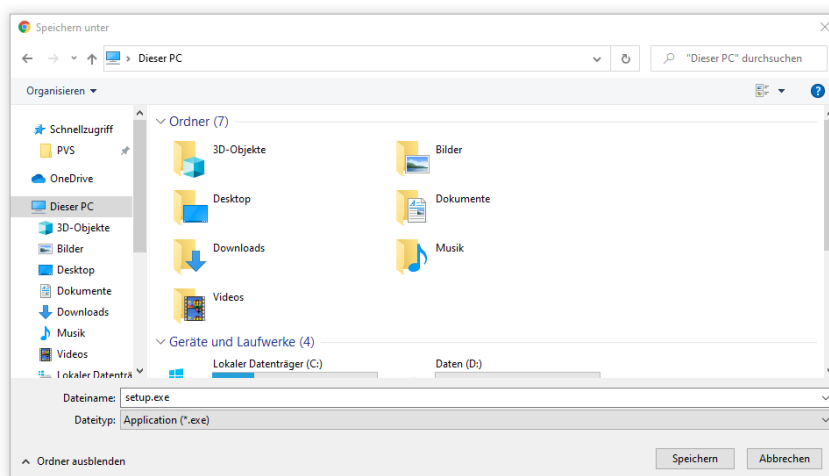 Speichern unter
Dieser PC
"Dieser PC" durchsuchen
Organisieren
Schnellzugriff
PVS
OneDrive
Dieser PC
3D-Objekte
Bilder
Desktop
Dokumente
Downloads
Musik
Videos
Lokaler Datenträ
Ordner (7)
3D-Objekte
Bilder
Desktop
Dokumente
Downloads
Musik
Videos
Geräte und Laufwerke (4)
Lokaler Datenträger (C:)
Daten (D:)
Dateiname: setup.exe
Dateityp: Application (*.exe)
Ordner ausblenden
Speichern
Abbrechen